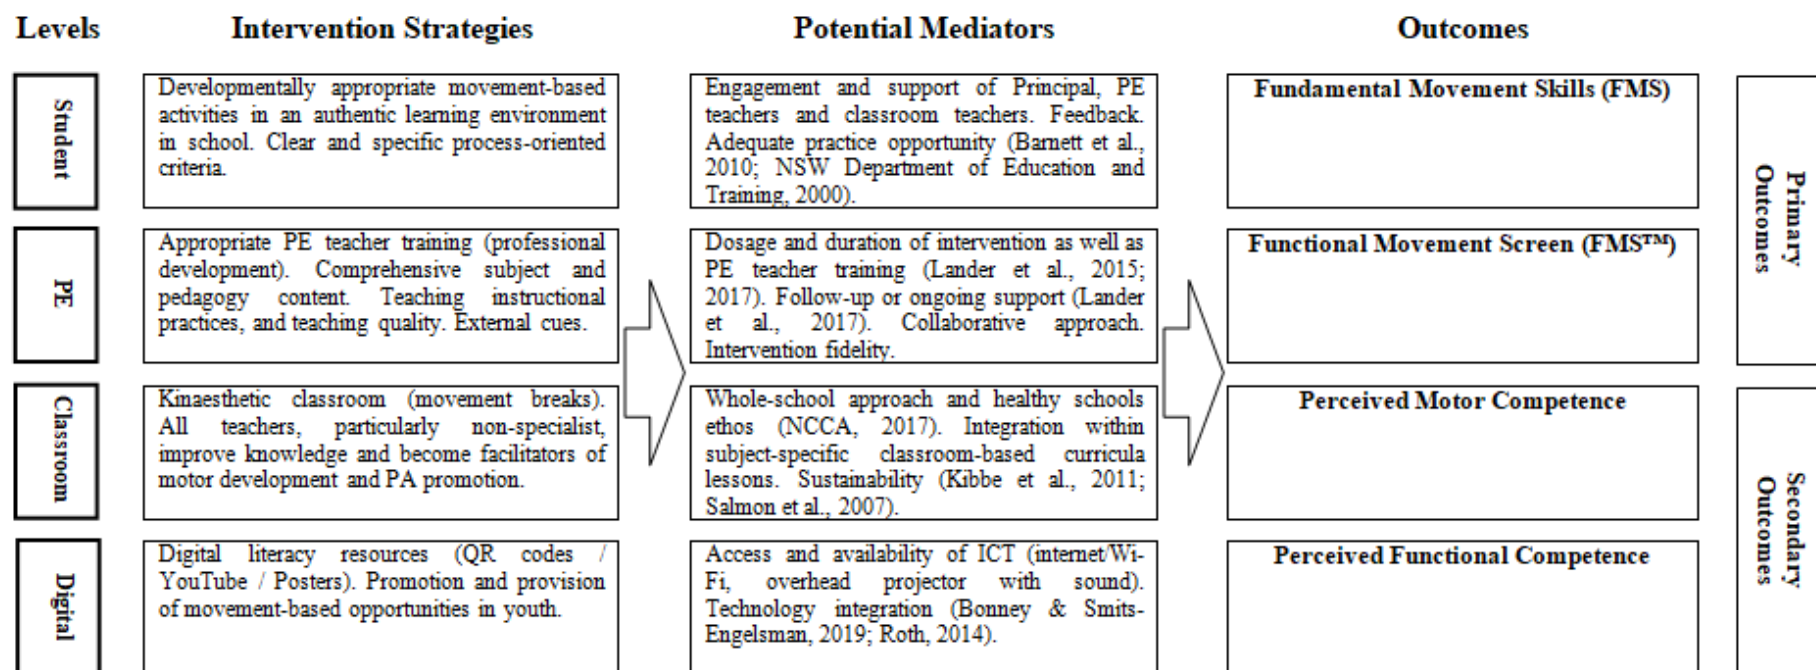 Levels
Intervention Strategies
Potential Mediators
Outcomes
Student
Developmentally appropriate movement-based
activities in an authentic learning environment
in school. Clear and specific process-oriented
criteria.
Engagement and support of Principal, PE
teachers and classroom teachers. Feedback.
Adequate practice opportunity (Barnett et al.,
2010; NSW Department of Education and
Training, 2000).
Fundamental Movement Skills (FMS)
Primary
Outcomes
PE
Appropriate PE teacher training (professional
development). Comprehensive subject and
pedagogy content. Teaching instructional
practices, and teaching quality. External cues.
Dosage and duration of intervention as well as
PE teacher training (Lander et al., 2015;
2017). Follow-up or ongoing support (Lander
et al., 2017). Collaborative approach.
Intervention fidelity.
Functional Movement Screen (FMS™)
Classroom
Kinaesthetic classroom (movement breaks).
All teachers, particularly non-specialist,
improve knowledge and become facilitators of
motor development and PA promotion.
Whole-school approach and healthy schools
ethos (NCCA, 2017). Integration within
subject-specific classroom-based curricula
lessons. Sustainability (Kibbe et al., 2011;
Salmon et al., 2007).
Perceived Motor Competence
Secondary
Outcomes
Digital
Digital literacy resources (QR codes /
YouTube / Posters). Promotion and provision
of movement-based opportunities in youth.
Access and availability of ICT (internet/Wi-
Fi, overhead projector with sound).
Technology integration (Bonney & Smits-
Engelsman, 2019; Roth, 2014).
Perceived Functional Competence